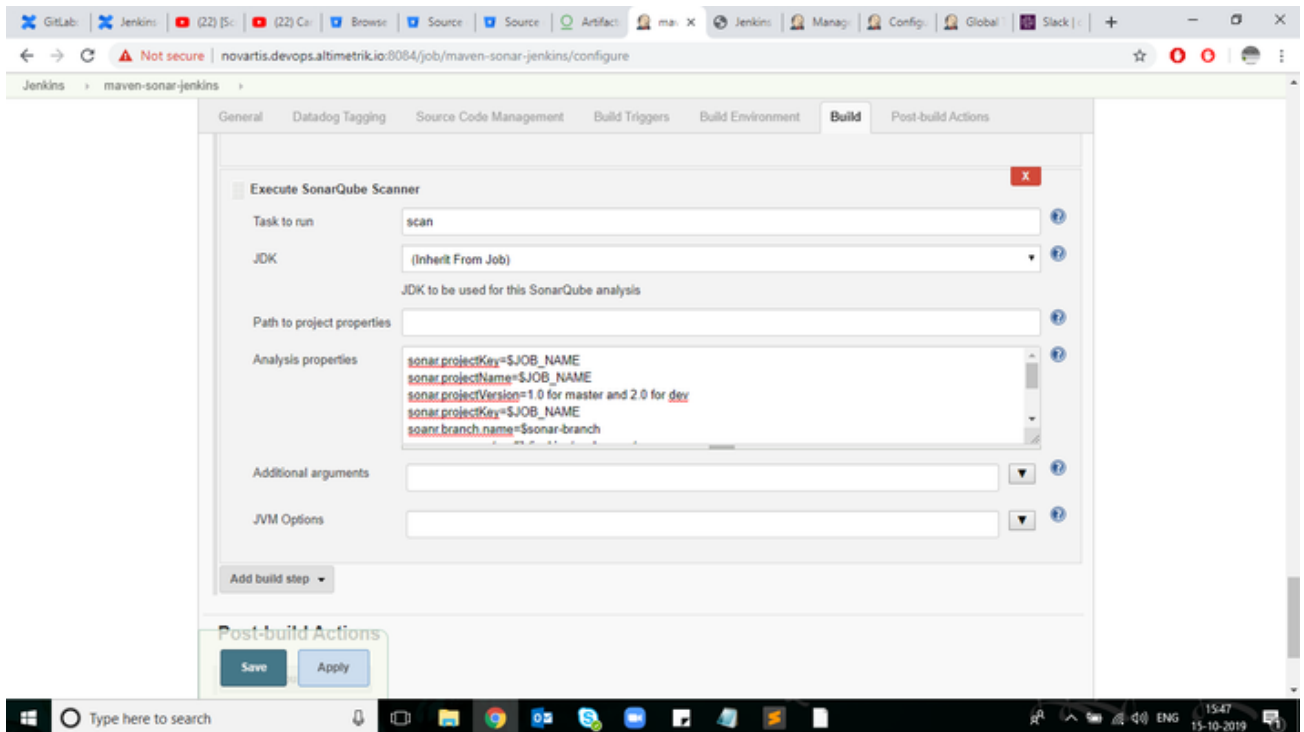 GitLab:
Jenkins
(22) [Sc
(22) Ca
Browse
Source
Source
Artifact
ma
Jenkins
Manag
Config
Global
Slack | c
Not secure | novartis.devops.altimetrik.io:8084/job/maven-sonar-jenkins/configure
Jenkins › maven-sonar-jenkins ›
General Datadog Tagging Source Code Management Build Triggers Build Environment Build Post-build Actions
X
Execute SonarQube Scanner
Task to run scan
JDK (Inherit From Job)
JDK to be used for this SonarQube analysis
Path to project properties
Analysis properties
sonar.projectKey=$JOB_NAME
sonar.projectName=$JOB_NAME
sonar.projectVersion=1.0 for master and 2.0 for dev
sonar.projectKey=$JOB_NAME
soanr.branch.name=$sonar-branch
Additional arguments
JVM Options
Add build step
Post-build Actions
Save Apply
Type here to search
ENG
15:47
15-10-2019